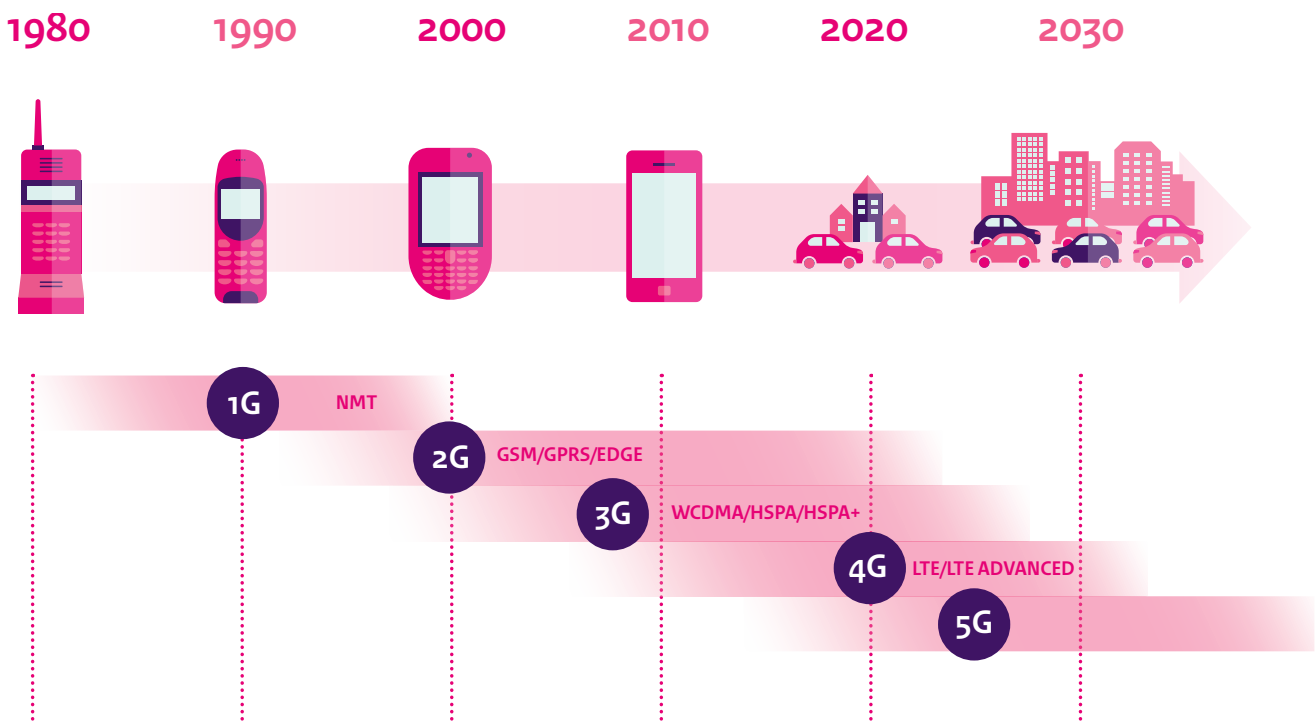 1980 1990 2000 2010 2020 2030
1G NMT
2G GSM/GPRS/EDGE
3G WCDMA/HSPA/HSPA+
4G LTE/LTE ADVANCED
5G